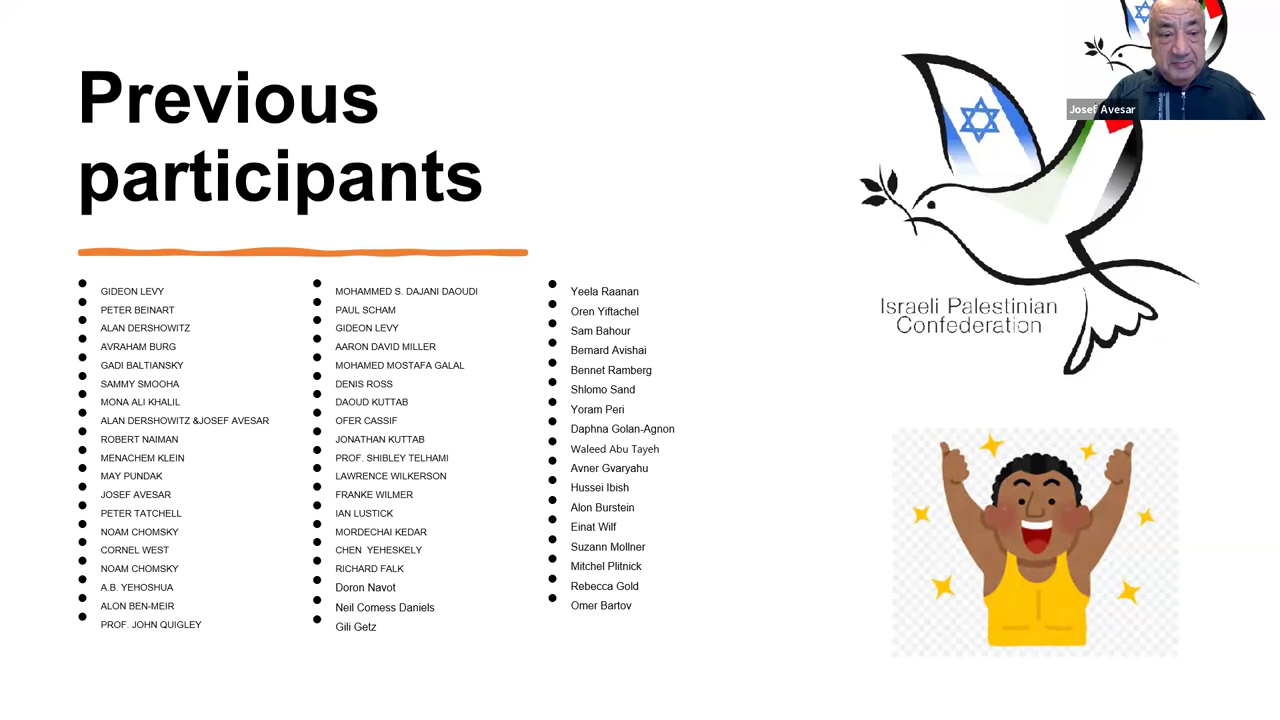 Previous
participants
GIDEON LEVY
PETER BEINART
ALAN DERSHOWITZ
AVRAHAM BURG
GADI BALTIANSKY
SAMMY SMOOHA
MONA ALI KHALIL
ALAN DERSHOWITZ &JOSEF AVESAR
ROBERT NAIMAN
MENACHEM KLEIN
MAY PUNDAK
JOSEF AVESAR
PETER TATCHELL
NOAM CHOMSKY
CORNEL WEST
NOAM CHOMSKY
A.B. YEHOSHUA
ALON BEN-MEIR
PROF. JOHN QUIGLEY
MOHAMMED S. DAJANI DAOUDI
PAUL SCHAM
GIDEON LEVY
AARON DAVID MILLER
MOHAMED MOSTAFA GALAL
DENIS ROSS
DAOUD KUTTAB
OFER CASSIF
JONATHAN KUTTAB
PROF. SHIBLEY TELHAMI
LAWRENCE WILKERSON
FRANKE WILMER
IAN LUSTICK
MORDECHAI KEDAR
CHEN YEHESKELY
RICHARD FALK
Doron Navot
Neil Comess Daniels
Gili Getz
Yeela Raanan
Oren Yiftachel
Sam Bahour
Bernard Avishai
Bennet Ramberg
Shlomo Sand
Yoram Peri
Daphna Golan-Agnon
Waleed Abu Tayeh
Avner Gvaryahu
Hussei Ibish
Alon Burstein
Einat Wilf
Suzann Mollner
Mitchel Plitnick
Rebecca Gold
Omer Bartov
Josef Avesar
Israeli Palestinian
Confederation